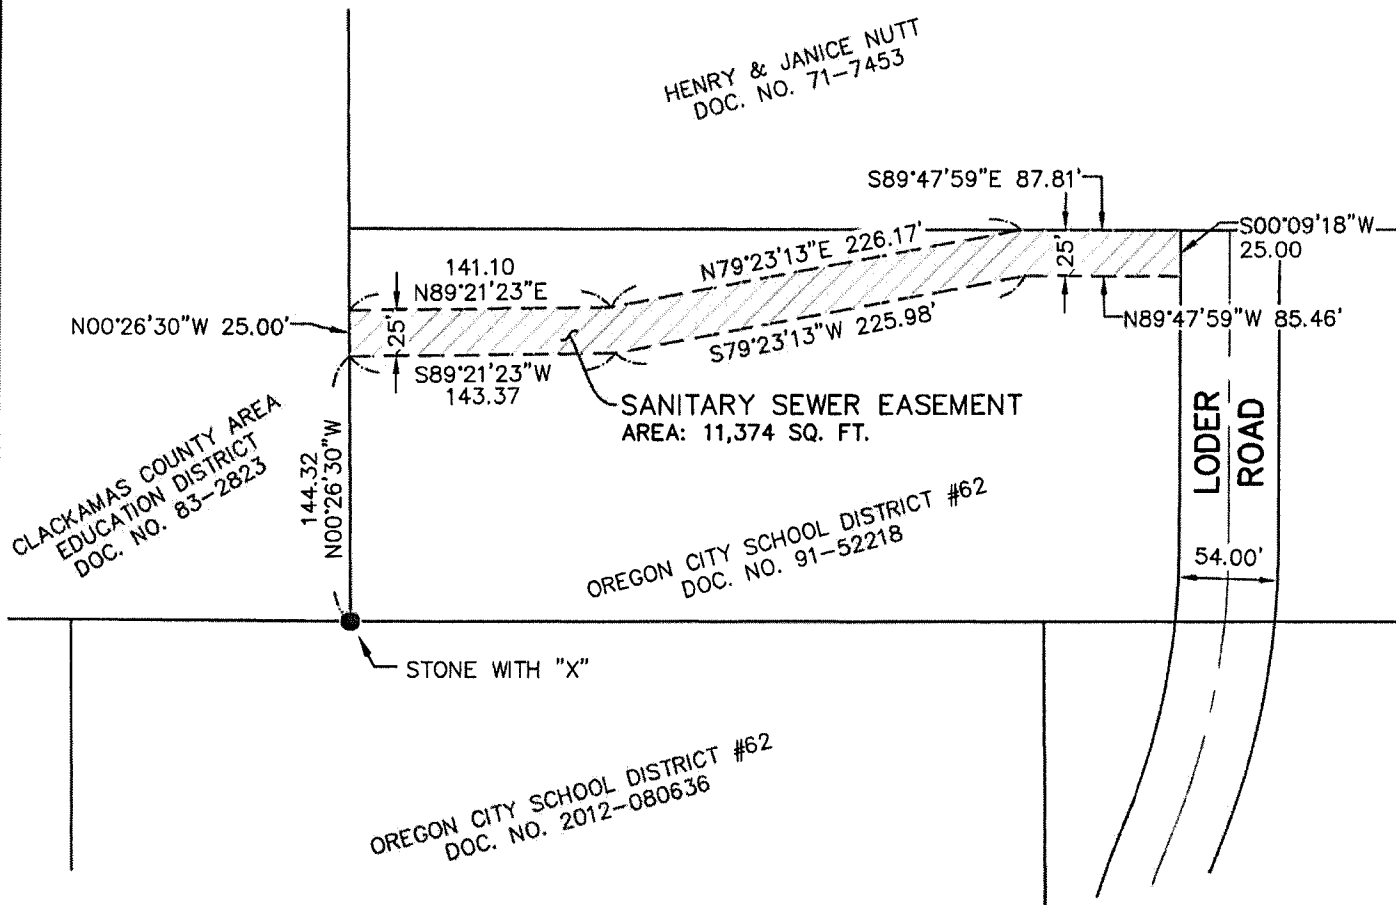 HENRY & JANICE NUTT
DOC. NO. 71-7453
S89°47'59"E 87.81'
S00°09'18"W
25.00
25'
N79°23'13"E 226.17'
141.10
N89°21'23"E
N00°26'30"W 25.00'
25'
N89°47'59"W 85.46'
S79°23'13"W 225.98'
S89°21'23"W
143.37
SANITARY SEWER EASEMENT
AREA: 11,374 SQ. FT.
CLACKAMAS COUNTY AREA
EDUCATION DISTRICT
DOC. NO. 83-2823
144.32
N00°26'30"W
LODER
ROAD
OREGON CITY SCHOOL DISTRICT #62
DOC. NO. 91-52218
54.00'
STONE WITH "X"
OREGON CITY SCHOOL DISTRICT #62
DOC. NO. 2012-080636